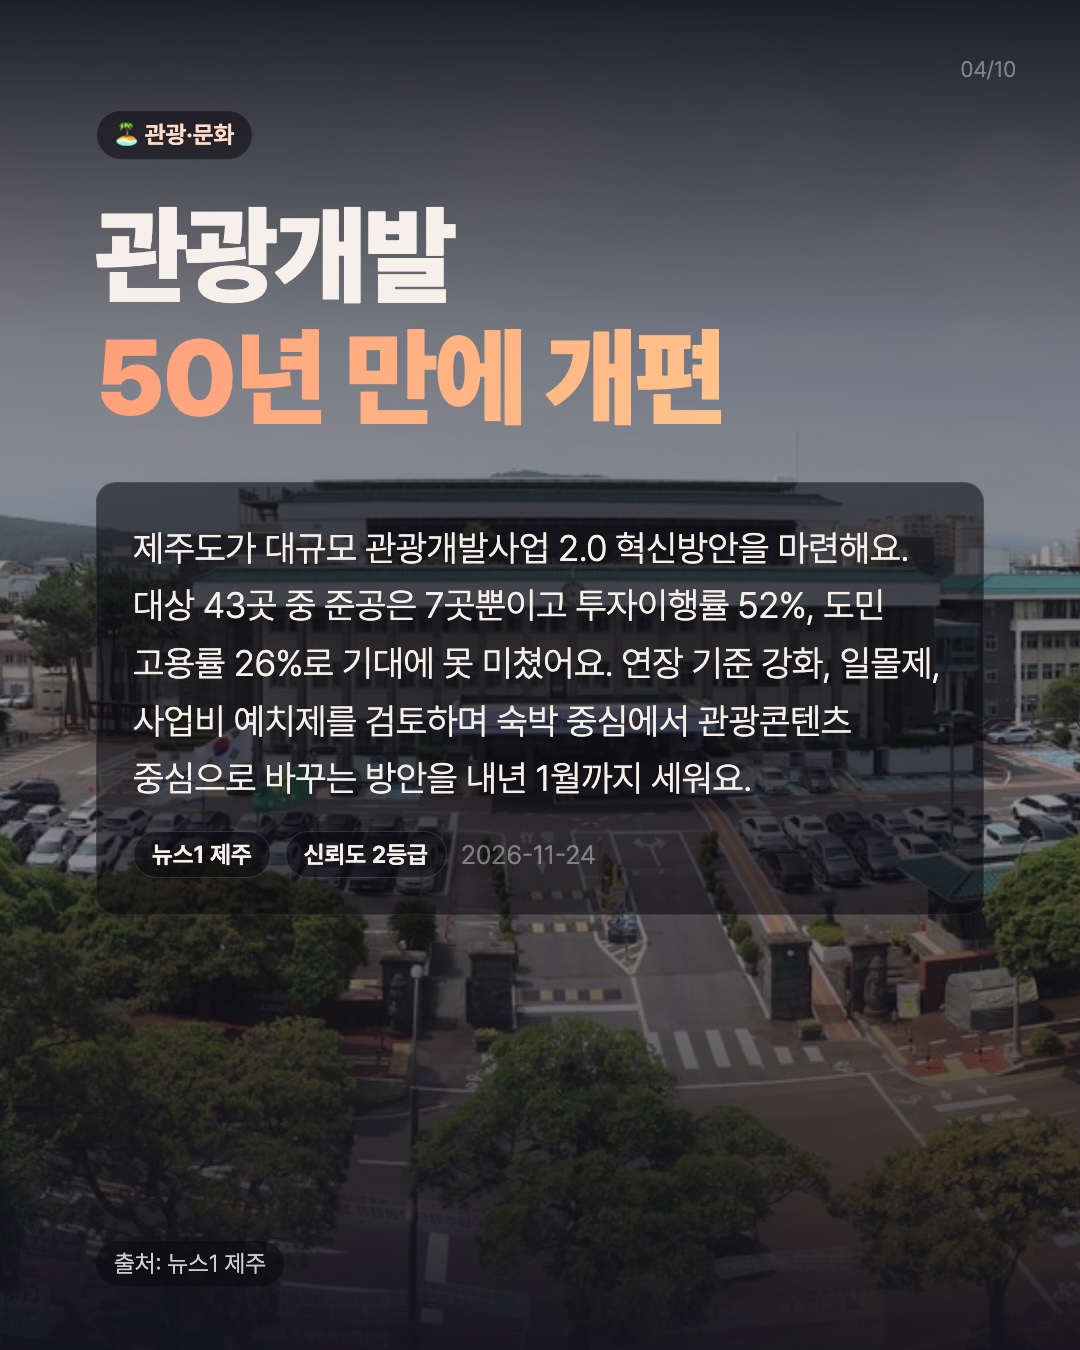 04/10
관광·문화
관광개발
50년 만에 개편
제주도가 대규모 관광개발사업 2.0 혁신방안을 마련해요.
대상 43곳 중 준공은 7곳뿐이고 투자이행률 52%, 도민
고용률 26%로 기대에 못 미쳤어요. 연장 기준 강화, 일몰제,
사업비 예치제를 검토하며 숙박 중심에서 관광콘텐츠
중심으로 바꾸는 방안을 내년 1월까지 세워요.
뉴스1 제주 신뢰도 2등급 2026-11-24
출처: 뉴스1 제주